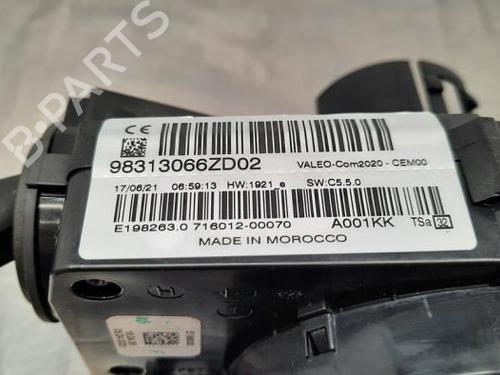 B-PARTS
CE
98313066ZD02
VALEO-Com2020 - CEM00
17/06/21 06:59:13 HW:1921_e SW:C5.5.0
E198263.0 716012-00070 A001KK TSa 32
MADE IN MOROCCO